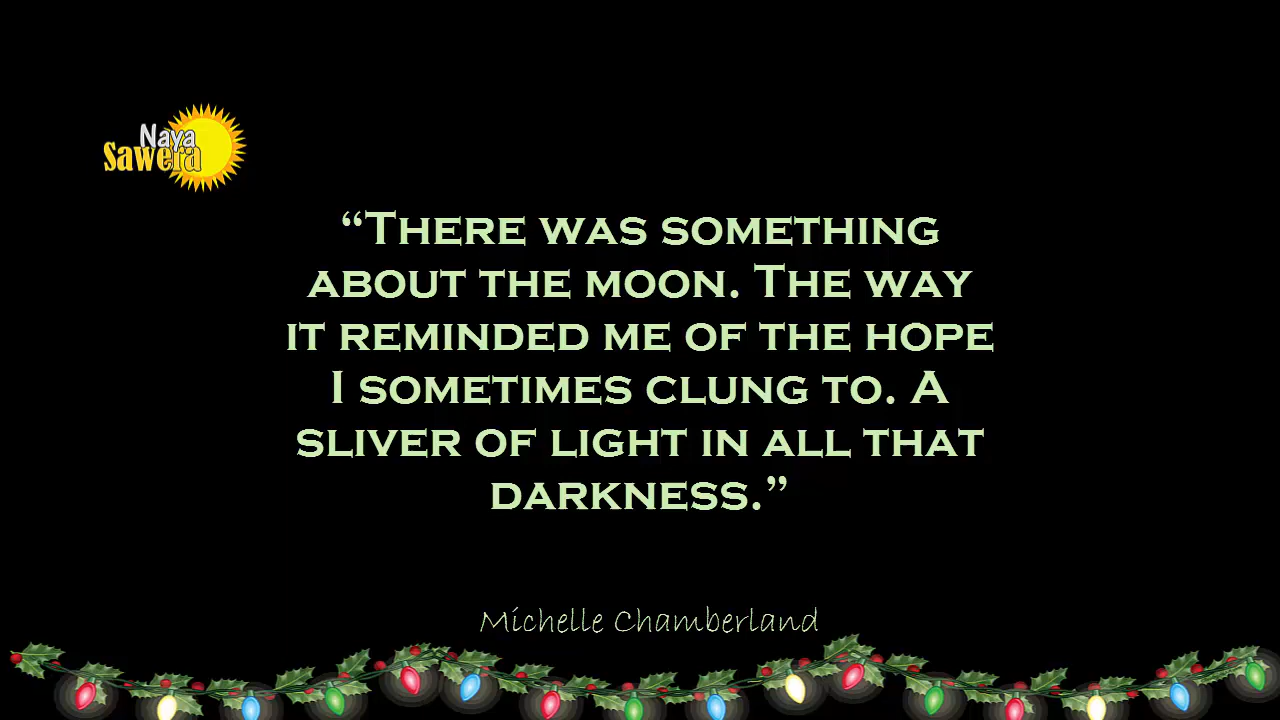 Naya
Sawera
“There was something
about the moon. The way
it reminded me of the hope
I sometimes clung to. A
sliver of light in all that
darkness.”
Michelle Chamberland